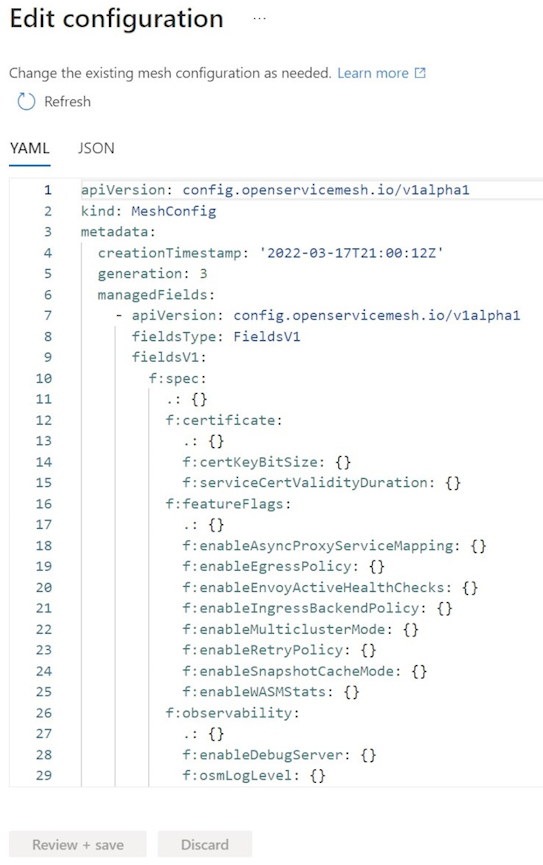 Edit configuration ...
Change the existing mesh configuration as needed. Learn more
Refresh
YAML JSON
1 apiVersion: config.openservicemesh.io/v1alpha1
2 kind: MeshConfig
3 metadata:
4 creationTimestamp: '2022-03-17T21:00:12Z'
5 generation: 3
6 managedFields:
7 - apiVersion: config.openservicemesh.io/v1alpha1
8 fieldsType: FieldsV1
9 fieldsV1:
10 f:spec:
11 .: {}
12 f:certificate:
13 .: {}
14 f:certKeyBitSize: {}
15 f:serviceCertValidityDuration: {}
16 f:featureFlags:
17 .: {}
18 f:enableAsyncProxyServiceMapping: {}
19 f:enableEgressPolicy: {}
20 f:enableEnvoyActiveHealthChecks: {}
21 f:enableIngressBackendPolicy: {}
22 f:enableMulticlusterMode: {}
23 f:enableRetryPolicy: {}
24 f:enableSnapshotCacheMode: {}
25 f:enableWASMStats: {}
26 f:observability:
27 .: {}
28 f:enableDebugServer: {}
29 f:osmLogLevel: {}
Review + save Discard